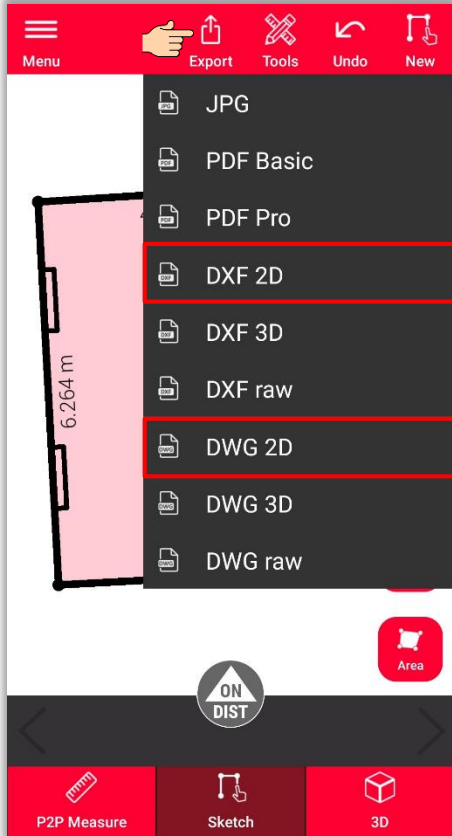 Menu
Export
Tools
Undo
New
JPG
PDF Basic
PDF Pro
DXF 2D
DXF 3D
DXF raw
DWG 2D
DWG 3D
DWG raw
6.264 m
Area
ON
DIST
P2P Measure
Sketch
3D